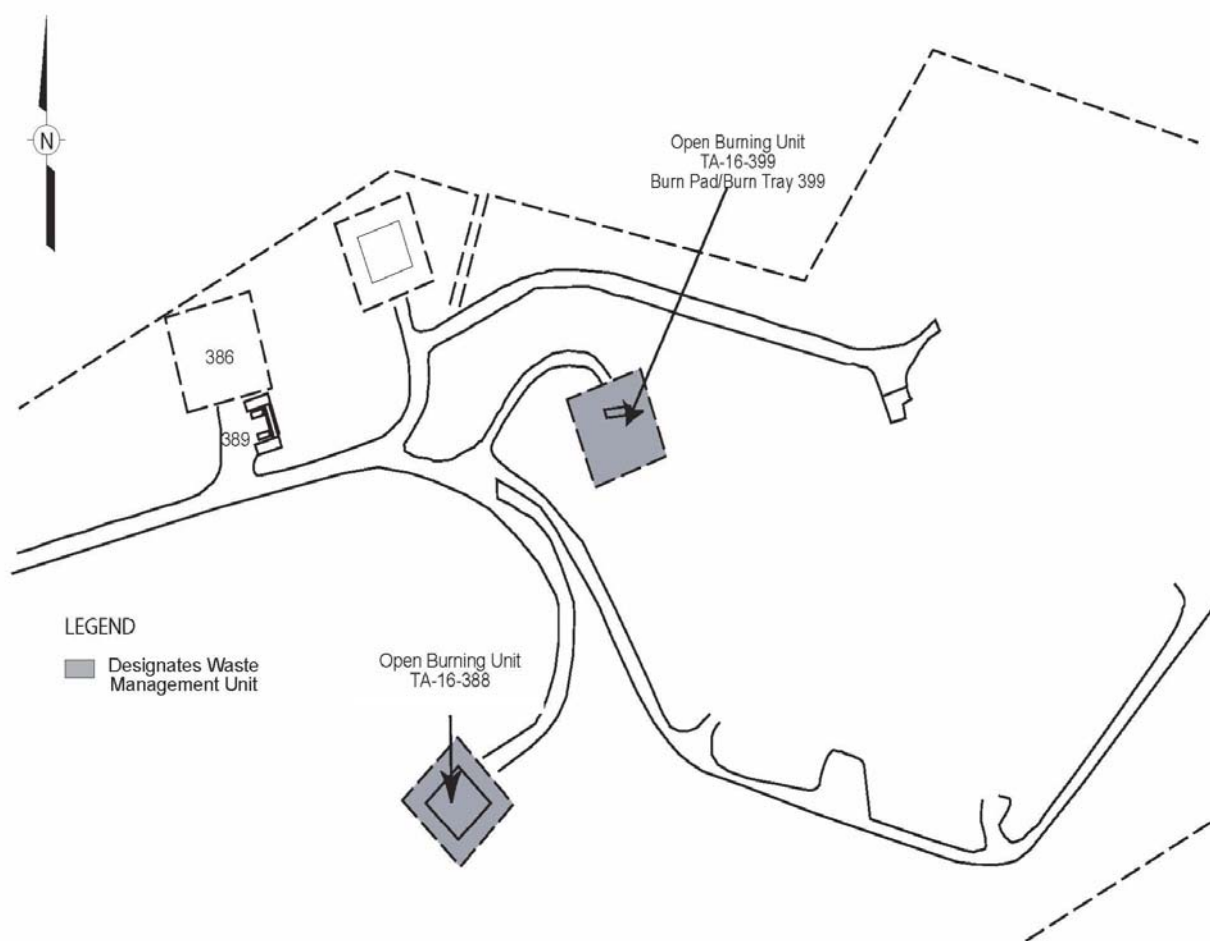 N
Open Burning Unit
TA-16-399
Burn Pad/Burn Tray 399
386
389
LEGEND
Designates Waste
Management Unit
Open Burning Unit
TA-16-388